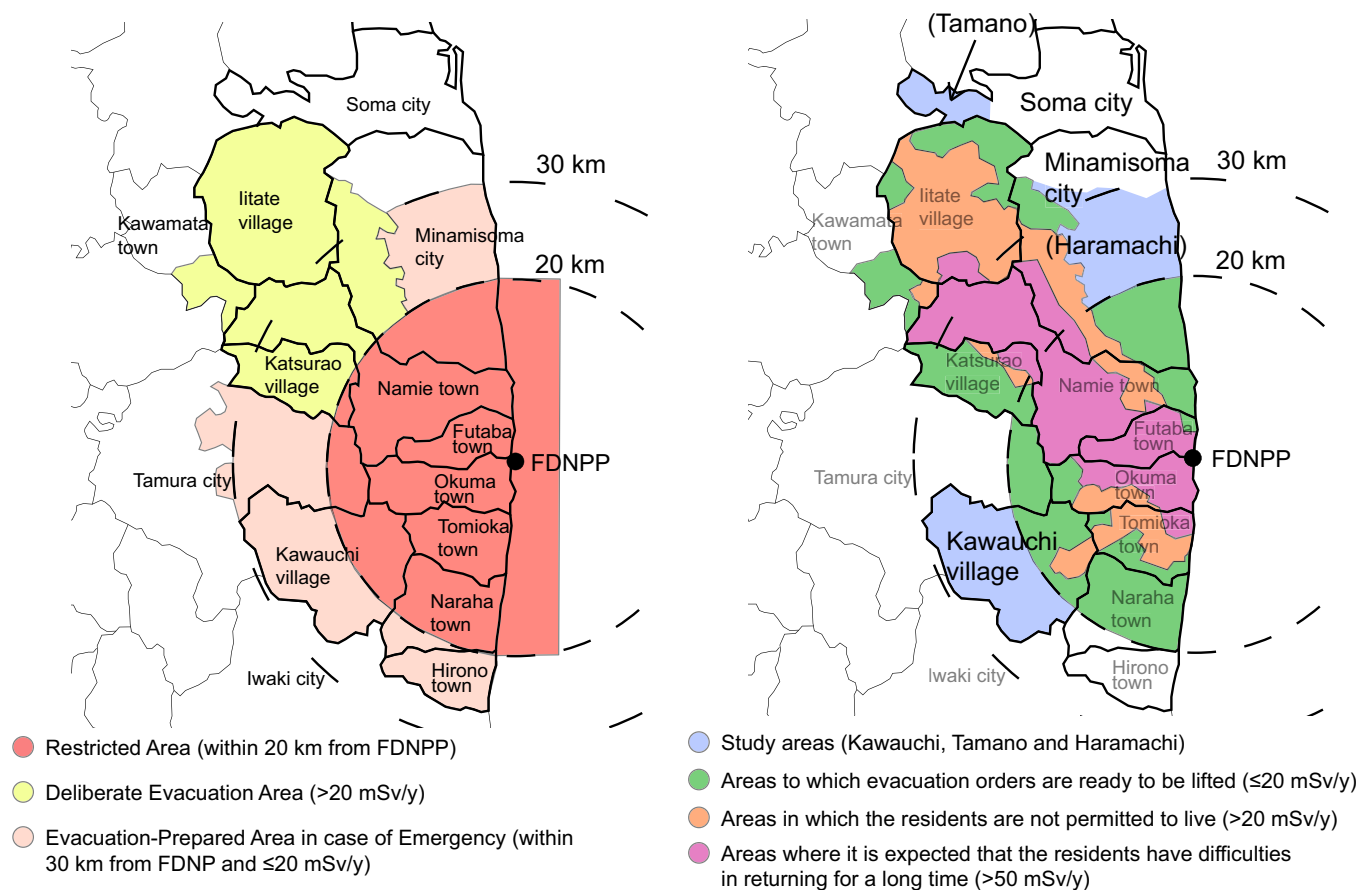 Soma city
30 km
Iitate
village
Kawamata
town
Minamisoma
city
20 km
Katsurao
village
Namie town
Futaba
town
FDNPP
Okuma
town
Tamura city
Tomioka
town
Kawauchi
village
Naraha
town
Iwaki city
Hirono
town
Restricted Area (within 20 km from FDNPP)
Deliberate Evacuation Area (>20 mSv/y)
Evacuation-Prepared Area in case of Emergency (within
30 km from FDNP and ≤20 mSv/y)
(Tamano)
Soma city
Minamisoma
city
30 km
Iitate
village
Kawamata
town
(Haramachi)
20 km
Katsurao
village
Namie town
Futaba
town
FDNPP
Okuma
town
Tamura city
Tomioka
town
Kawauchi
village
Naraha
town
Iwaki city
Hirono
town
Study areas (Kawauchi, Tamano and Haramachi)
Areas to which evacuation orders are ready to be lifted (≤20 mSv/y)
Areas in which the residents are not permitted to live (>20 mSv/y)
Areas where it is expected that the residents have difficulties
in returning for a long time (>50 mSv/y)